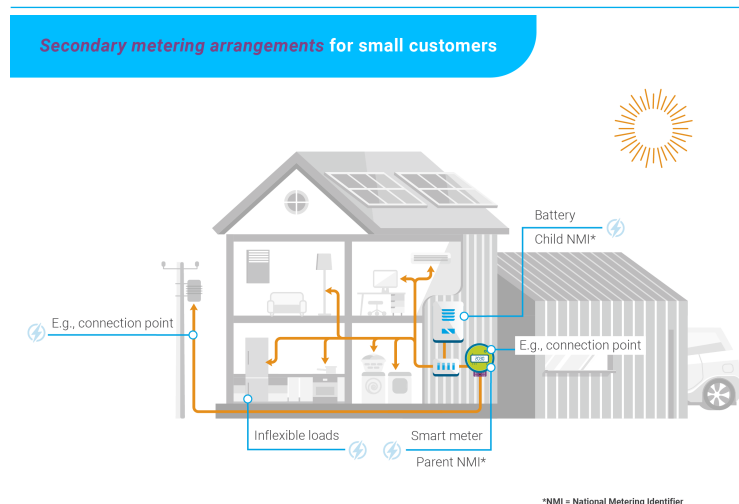 Secondary metering arrangements for small customers
Battery
Child NMI*
E.g., connection point
E.g., connection point
Inflexible loads
Smart meter
Parent NMI*
*NMI = National Metering Identifier